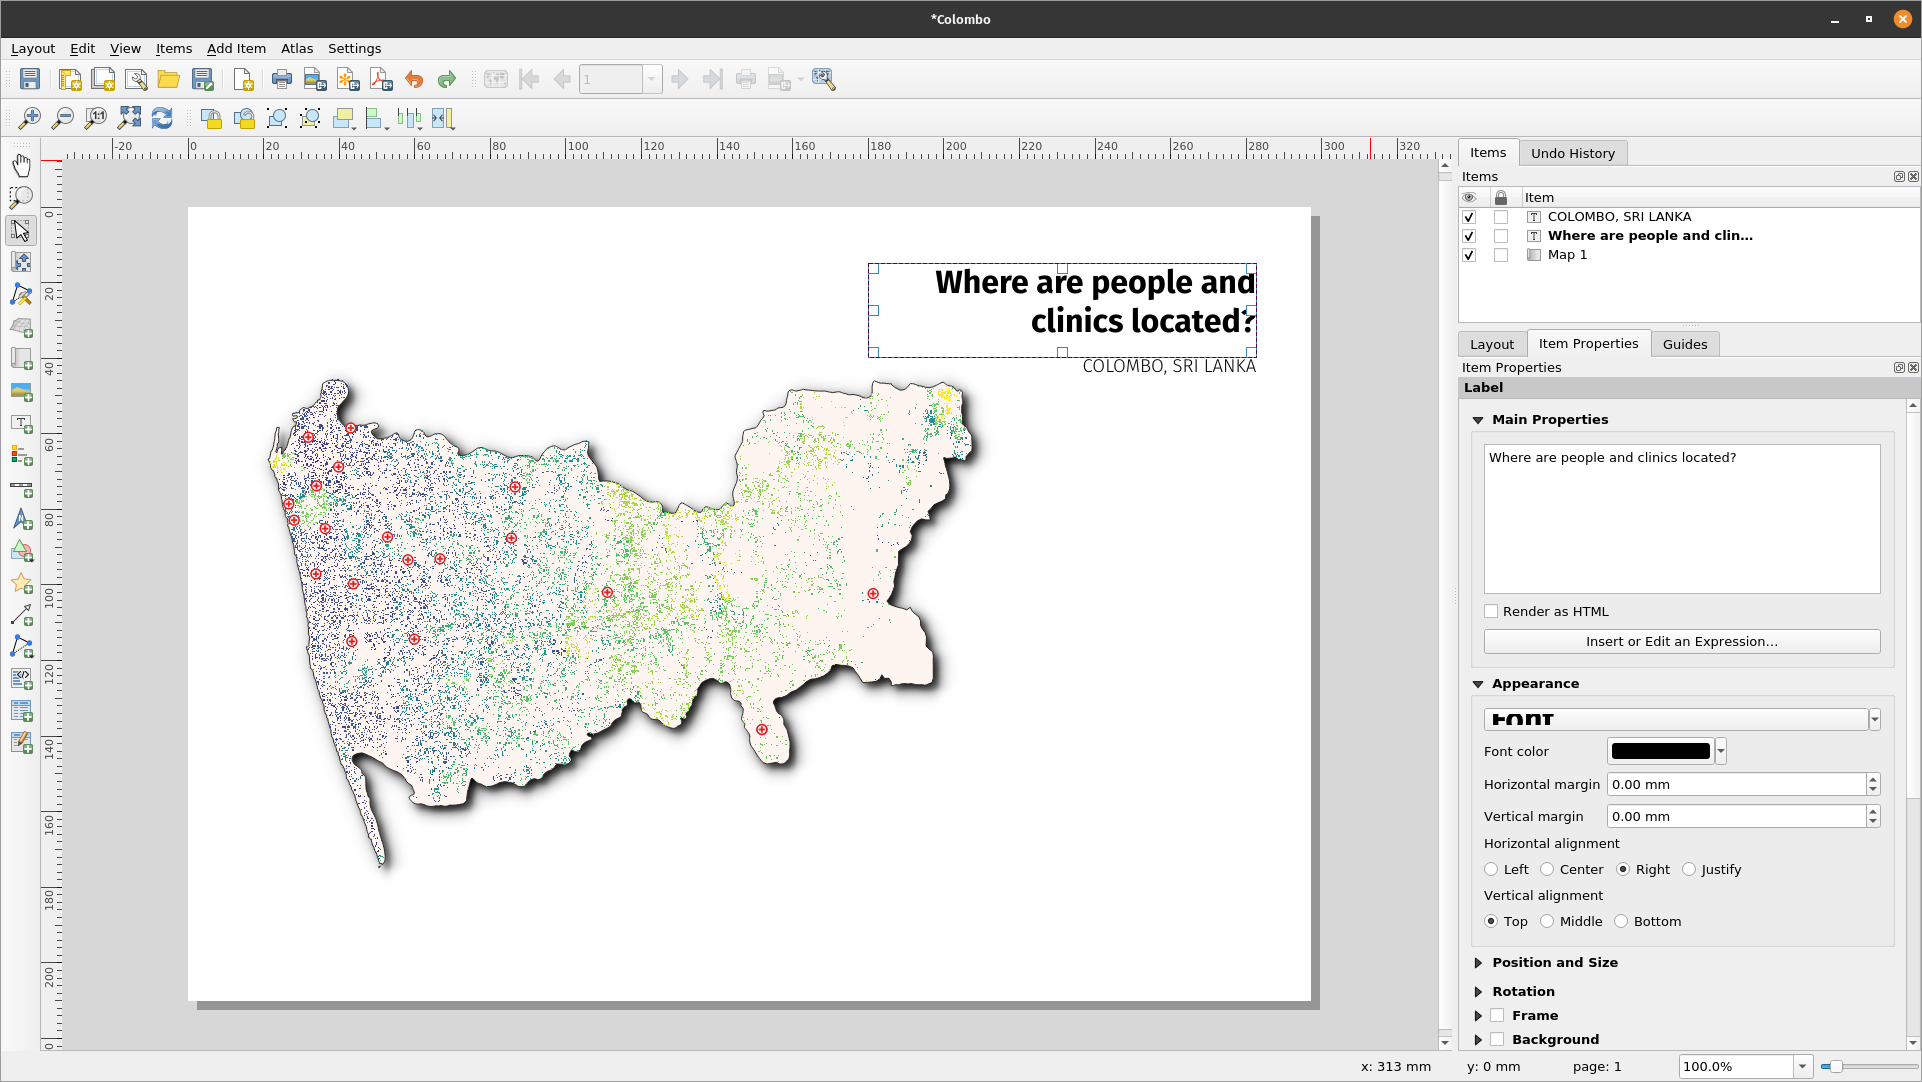 *Colombo
Layout Edit View Items Add Item Atlas Settings
1
1:1
-20 0 20 40 60 80 100 120 140 160 180 200 220 240 260 280 300 320
0 20 40 60 80 100 120 140 160 180 200 0
Where are people and
clinics located?
COLOMBO, SRI LANKA
Items Undo History
Items
Item
COLOMBO, SRI LANKA
Where are people and clin...
Map 1
Layout Item Properties Guides
Item Properties
Label
Main Properties
Where are people and clinics located?
Render as HTML
Insert or Edit an Expression…
Appearance
Font
Font color
Horizontal margin 0.00 mm
Vertical margin 0.00 mm
Horizontal alignment
Left Center Right Justify
Vertical alignment
Top Middle Bottom
Position and Size
Rotation
Frame
Background
x: 313 mm y: 0 mm page: 1 100.0%